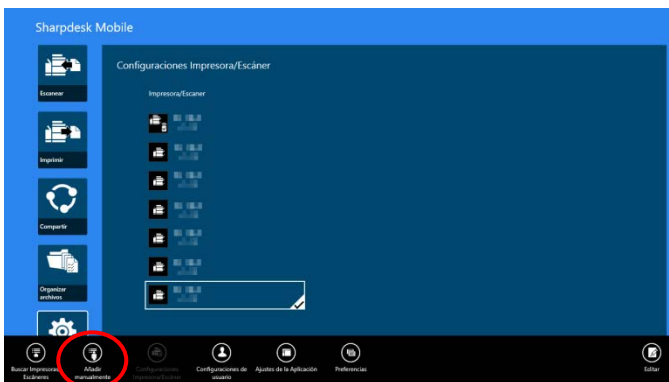 Sharpdesk Mobile
Configuraciones Impresora/Escáner
Escanear
Impresora/Escaner
Imprimir
Compartir
Organizar
archivos
Buscar Impresoras
Escáneres
Añadir
manualmente
Configuraciones
Impresora/Escáner
Configuraciones de
usuario
Ajustes de la Aplicación
Preferencias
Editar